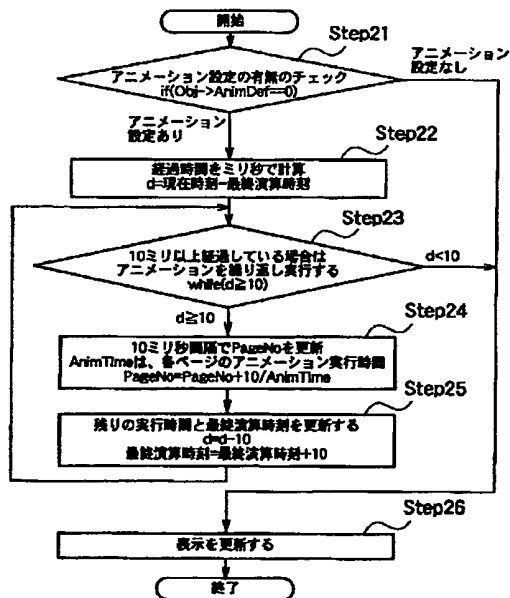 開始
Step21
アニメーション設定の有無のチェック
if(Obj->AnimDef==0)
アニメーション
設定なし
アニメーション
設定あり
Step22
経過時間をミリ秒で計算
d=現在時刻-最終演算時刻
Step23
10ミリ以上経過している場合は
アニメーションを繰り返し実行する
while(d≧10)
d<10
d≧10
Step24
10ミリ秒間隔でPageNoを更新
AnimTimeは、各ページのアニメーション実行時間
PageNo=PageNo+10/AnimTime
Step25
残りの実行時間と最終演算時刻を更新する
d=d-10
最終演算時刻=最終演算時刻+10
Step26
表示を更新する
終了